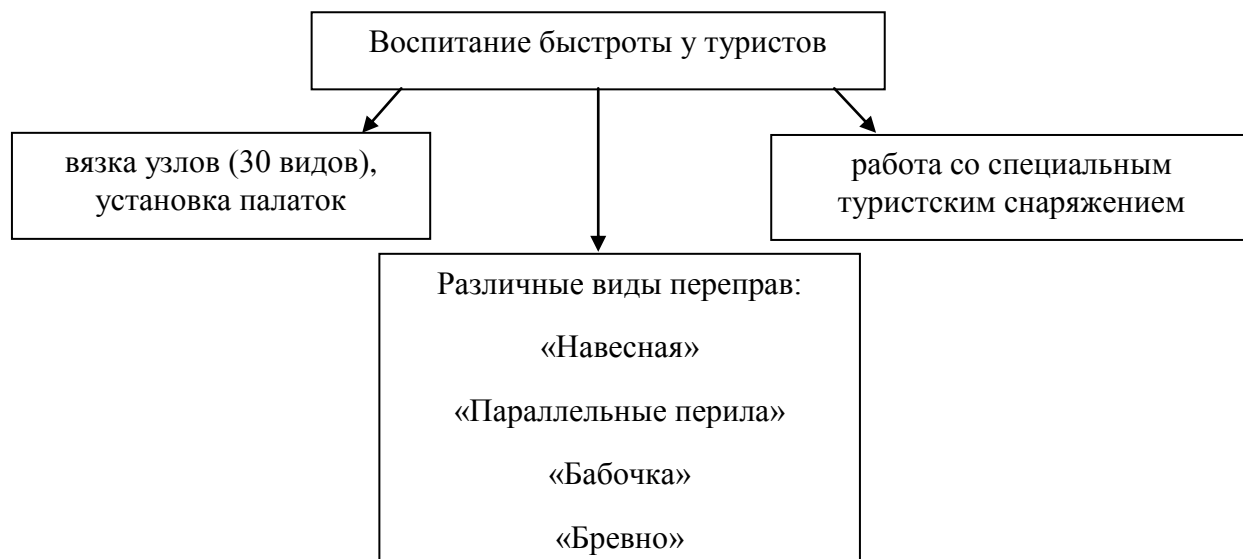 Воспитание быстроты у туристов
вязка узлов (30 видов),
установка палаток
работа со специальным
туристским снаряжением
Различные виды переправ:
«Навесная»
«Параллельные перила»
«Бабочка»
«Бревно»